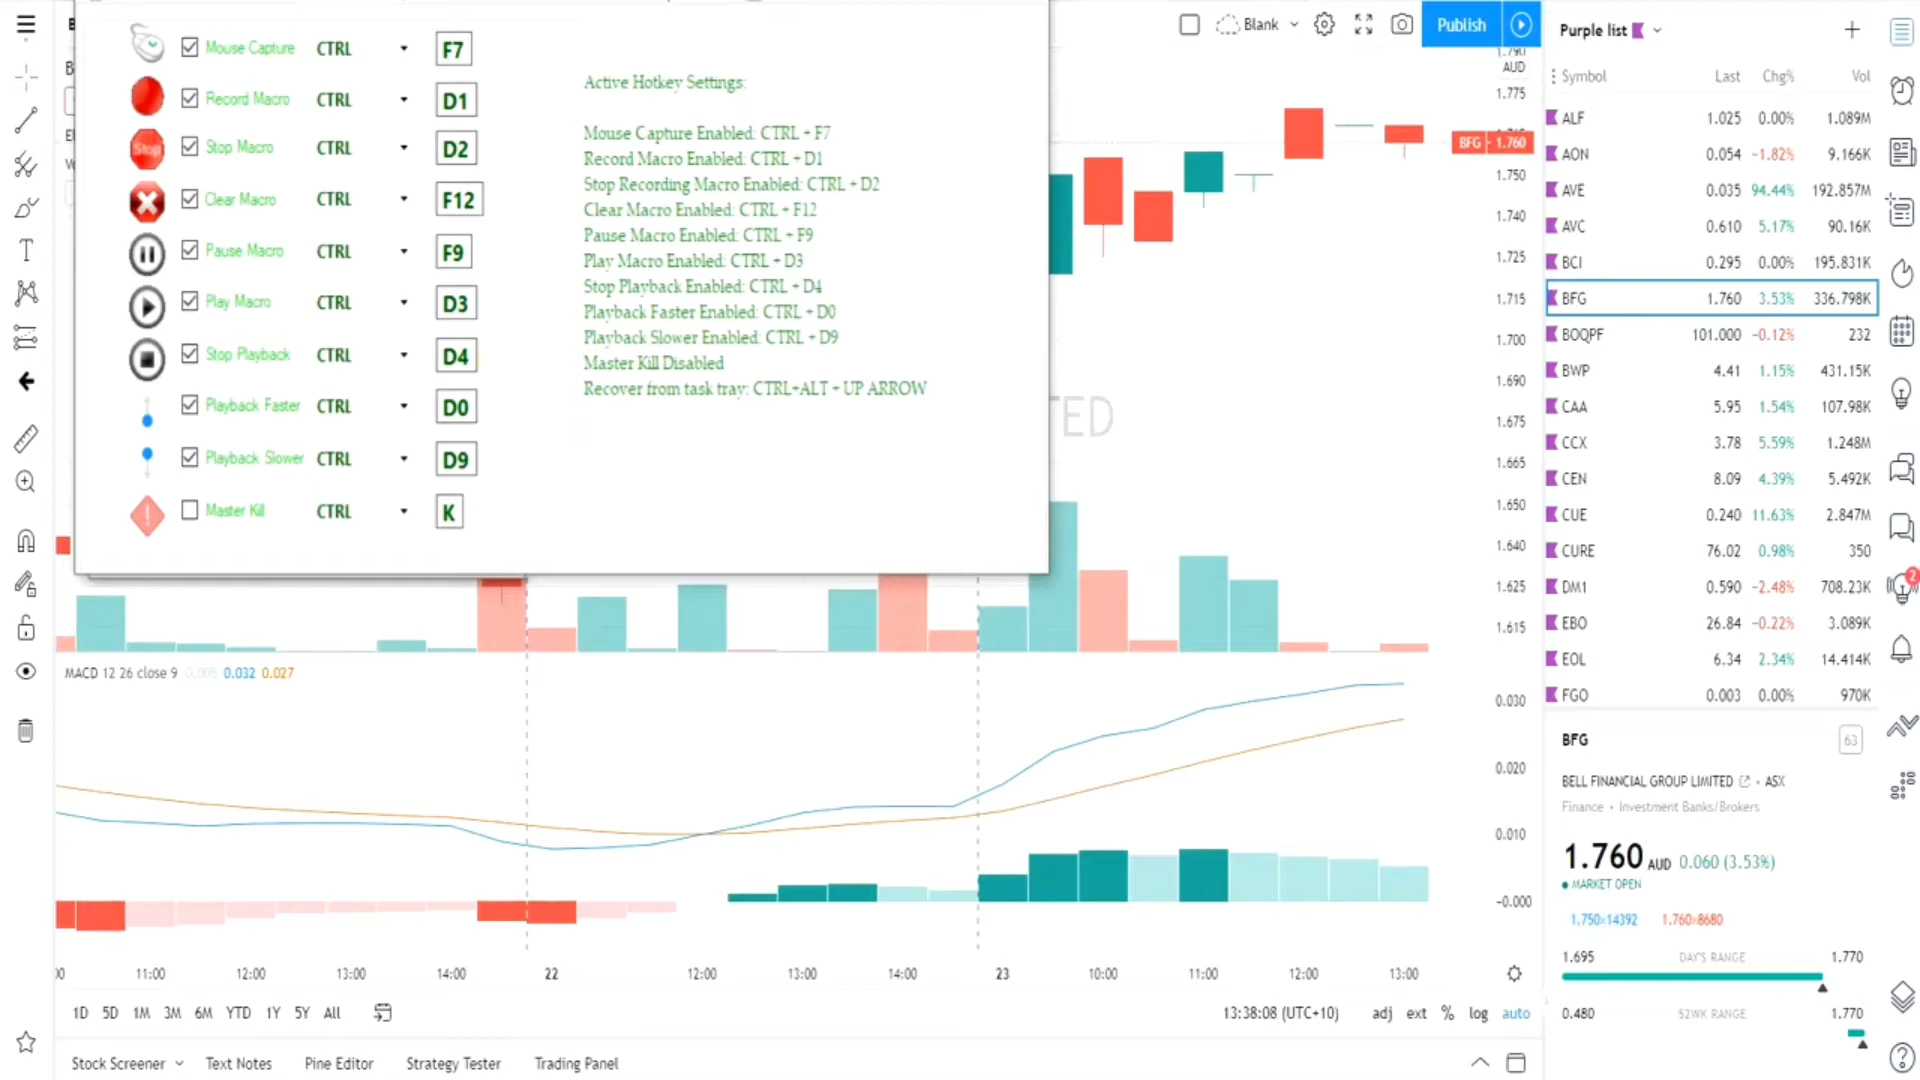 Mouse Capture CTRL F7
Record Macro CTRL D1
Stop
Stop Macro CTRL D2
Clear Macro CTRL F12
Pause Macro CTRL F9
Play Macro CTRL D3
Stop Playback CTRL D4
Playback Faster CTRL D0
Playback Slower CTRL D9
Master Kill CTRL K
Active Hotkey Settings:
Mouse Capture Enabled: CTRL + F7
Record Macro Enabled: CTRL + D1
Stop Recording Macro Enabled: CTRL + D2
Clear Macro Enabled: CTRL + F12
Pause Macro Enabled: CTRL + F9
Play Macro Enabled: CTRL + D3
Stop Playback Enabled: CTRL + D4
Playback Faster Enabled: CTRL + D0
Playback Slower Enabled: CTRL + D9
Master Kill Disabled
Recover from task tray: CTRL+ALT + UP ARROW
Blank
Publish
AUD
1.775
BFG 1.760
1.750
1.740
1.725
1.715
1.700
1.690
1.675
1.665
1.650
1.640
1.625
1.615
MACD 12 26 close 9 0.032 0.027
0.030
0.020
0.010
-0.000
11:00 12:00 13:00 14:00 22 12:00 13:00 14:00 23 10:00 11:00 12:00 13:00
1D 5D 1M 3M 6M YTD 1Y 5Y All
13:38:08 (UTC+10) adj ext % log auto
Stock Screener Text Notes Pine Editor Strategy Tester Trading Panel
Purple list
Symbol Last Chg% Vol
ALF 1.025 0.00% 1.089M
AON 0.054 −1.82% 9.166K
AVE 0.035 94.44% 192.857M
AVC 0.610 5.17% 90.16K
BCI 0.295 0.00% 195.831K
BFG 1.760 3.53% 336.798K
BOQPF 101.000 −0.12% 232
BWP 4.41 1.15% 431.15K
CAA 5.95 1.54% 107.98K
CCX 3.78 5.59% 1.248M
CEN 8.09 4.39% 5.492K
CUE 0.240 11.63% 2.847M
CURE 76.02 0.98% 350
DM1 0.590 −2.48% 708.23K
EBO 26.84 −0.22% 3.089K
EOL 6.34 2.34% 14.414K
FGO 0.003 0.00% 970K
BFG 63
BELL FINANCIAL GROUP LIMITED • ASX
Finance • Investment Banks/Brokers
1.760 AUD 0.060 (3.53%)
MARKET OPEN
1.750×14392 1.760×8680
1.695 DAY'S RANGE 1.770
0.480 52WK RANGE 1.770
2